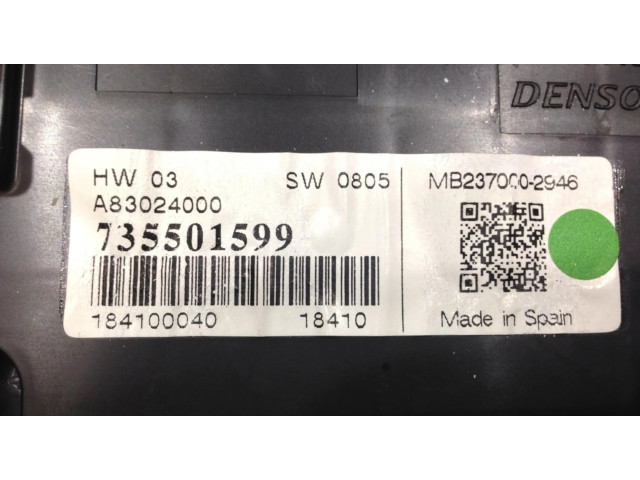 DENSO
HW 03 SW 0805
A83024000
735501599
184100040 18410
MB237000-2946
Made in Spain